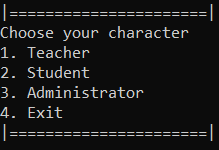 |=======================|
Choose your character
1. Teacher
2. Student
3. Administrator
4. Exit
|=======================|